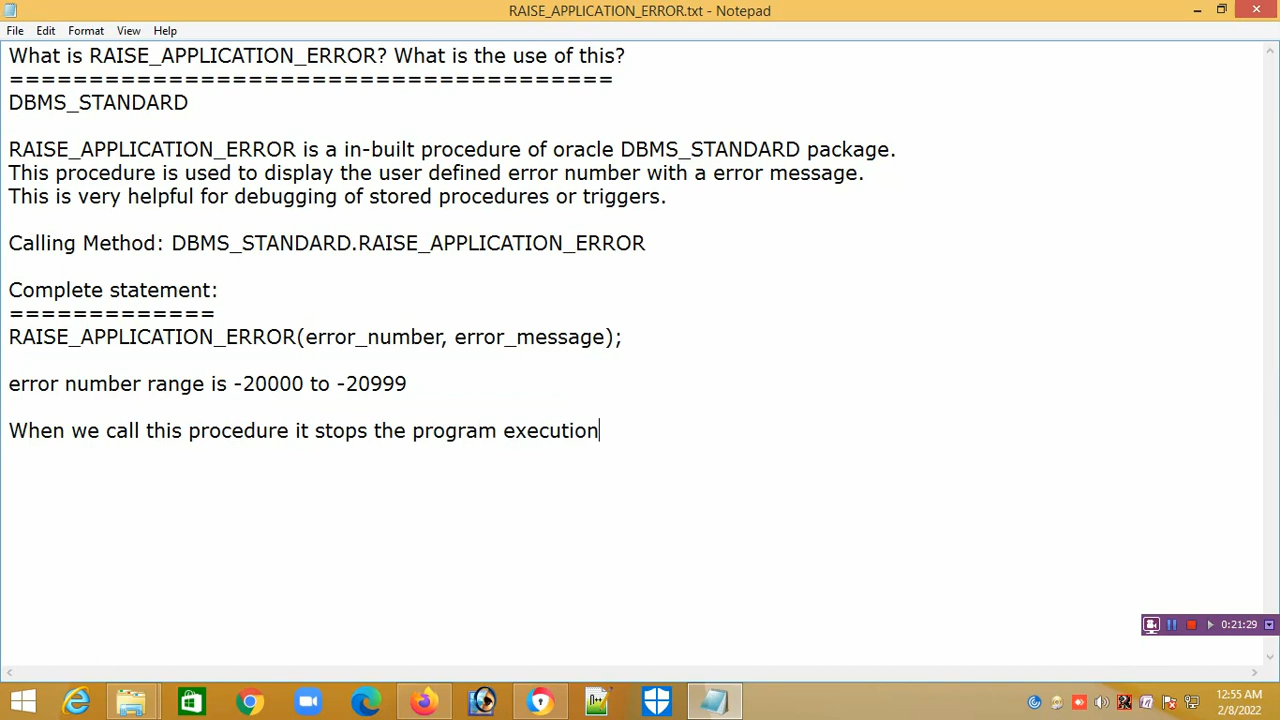 RAISE_APPLICATION_ERROR.txt - Notepad
File Edit Format View Help
What is RAISE_APPLICATION_ERROR? What is the use of this?
=====================================
DBMS_STANDARD
RAISE_APPLICATION_ERROR is a in-built procedure of oracle DBMS_STANDARD package.
This procedure is used to display the user defined error number with a error message.
This is very helpful for debugging of stored procedures or triggers.
Calling Method: DBMS_STANDARD.RAISE_APPLICATION_ERROR
Complete statement:
=============
RAISE_APPLICATION_ERROR(error_number, error_message);
error number range is -20000 to -20999
When we call this procedure it stops the program execution
0:21:29
12:55 AM
2/8/2022